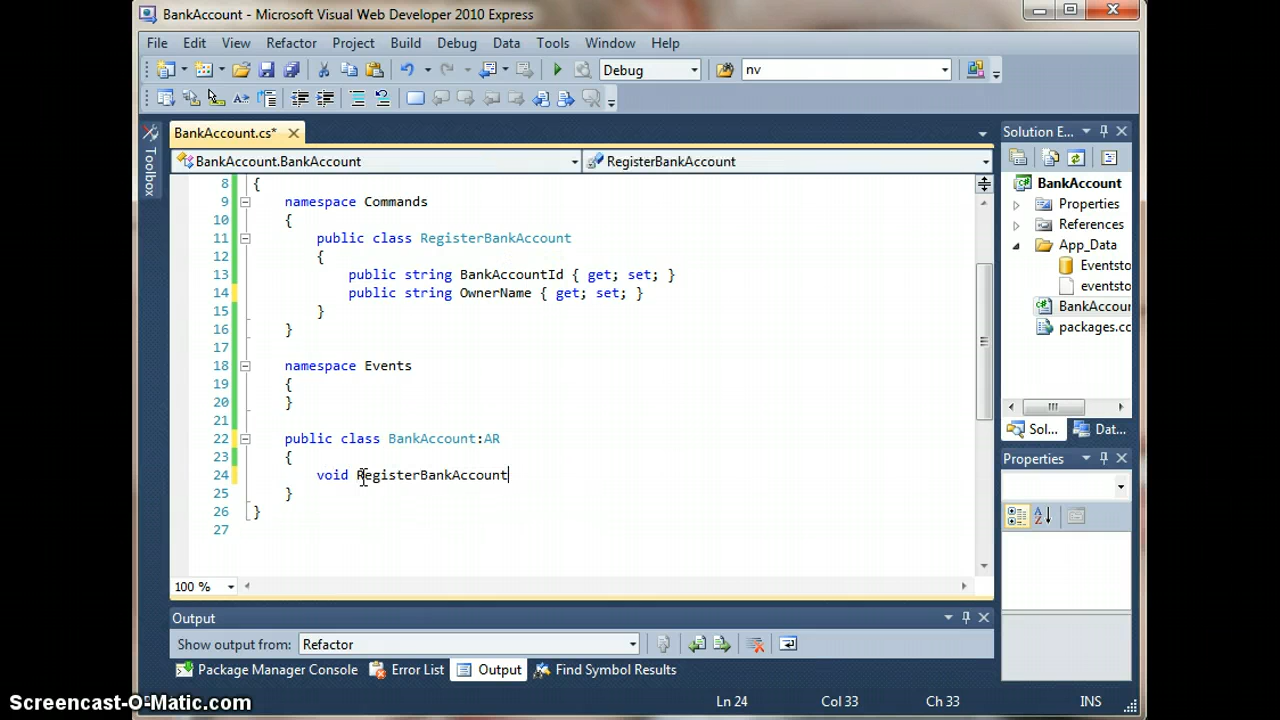 BankAccount - Microsoft Visual Web Developer 2010 Express
File Edit View Refactor Project Build Debug Data Tools Window Help
Debug nv
BankAccount.cs* Solution E...
Toolbox
BankAccount.BankAccount RegisterBankAccount
BankAccount
Properties
References
App_Data
Eventsto
eventsto
BankAccour
packages.cc
8 {
9 namespace Commands
10 {
11 public class RegisterBankAccount
12 {
13 public string BankAccountId { get; set; }
14 public string OwnerName { get; set; }
15 }
16 }
17
18 namespace Events
19 {
20 }
21
22 public class BankAccount:AR
23 {
24 void RegisterBankAccount
25 }
26 }
27
Sol... Dat...
Properties
100 %
Output
Show output from: Refactor
Package Manager Console Error List Output Find Symbol Results
Ln 24 Col 33 Ch 33 INS
Screencast-O-Matic.com